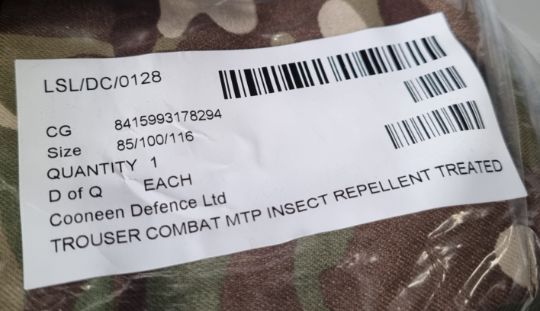 LSL/DC/0128
CG 8415993178294
Size 85/100/116
QUANTITY 1
D of Q EACH
Cooneen Defence Ltd
TROUSER COMBAT MTP INSECT REPELLENT TREATED